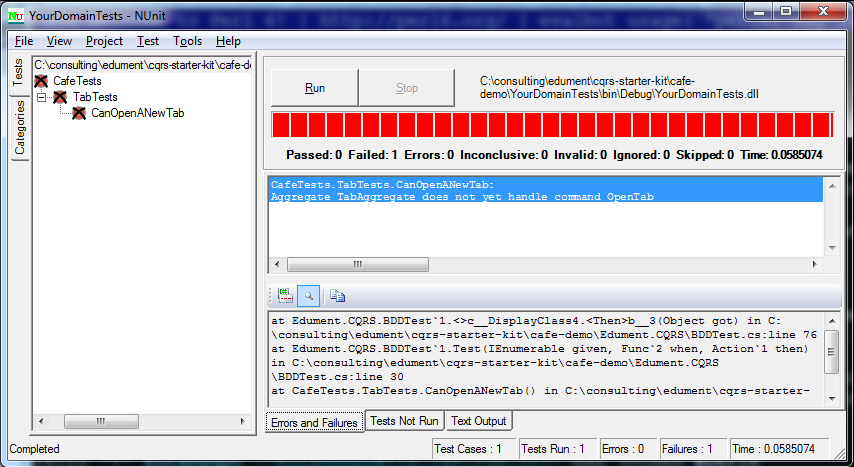 YourDomainTests - NUnit
File View Project Test Tools Help
Tests
Categories
C:\consulting\edument\cqrs-starter-kit\cafe-d
CafeTests
TabTests
CanOpenANewTab
Run
Stop
C:\consulting\edument\cqrs-starter-kit\cafe-
demo\YourDomainTests\bin\Debug\YourDomainTests.dll
Passed: 0 Failed: 1 Errors: 0 Inconclusive: 0 Invalid: 0 Ignored: 0 Skipped: 0 Time: 0.0585074
CafeTests.TabTests.CanOpenANewTab:
Aggregate TabAggregate does not yet handle command OpenTab
at Edument.CQRS.BDDTest`1.<>c__DisplayClass4.<Then>b__3(Object got) in C:
\consulting\edument\cqrs-starter-kit\cafe-demo\Edument.CQRS\BDDTest.cs:line 76
at Edument.CQRS.BDDTest`1.Test(IEnumerable given, Func`2 when, Action`1 then)
in C:\consulting\edument\cqrs-starter-kit\cafe-demo\Edument.CQRS
\BDDTest.cs:line 30
at CafeTests.TabTests.CanOpenANewTab() in C:\consulting\edument\cqrs-starter-
Errors and Failures
Tests Not Run
Text Output
Completed
Test Cases : 1
Tests Run : 1
Errors : 0
Failures : 1
Time : 0.0585074